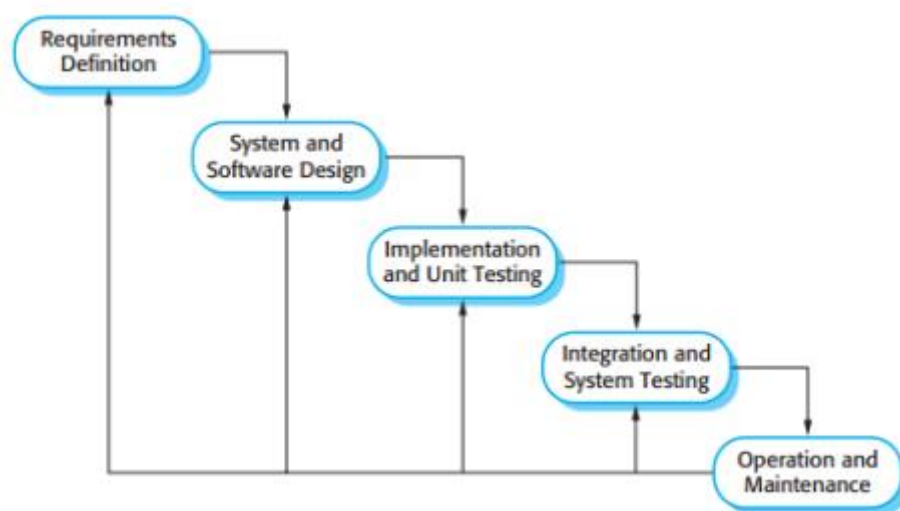 Requirements
Definition
System and
Software Design
Implementation
and Unit Testing
Integration and
System Testing
Operation and
Maintenance